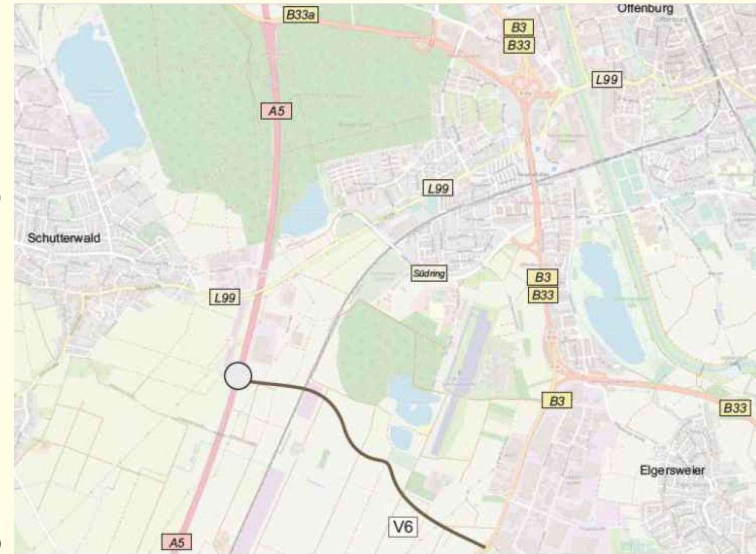 B33a
Offenburg
B3
B33
L99
A5
L99
Schutterwald
Südring
L99
B3
B33
B3
B33
Elgersweier
V6
A5